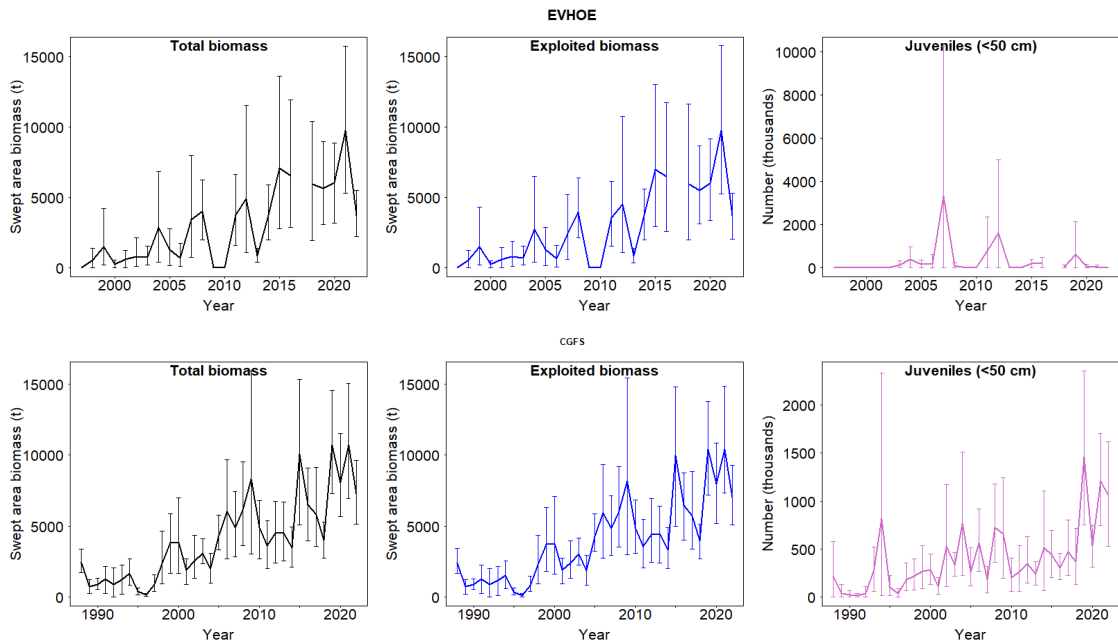 EVHOE
Total biomass
Exploited biomass
Juveniles (<50 cm)
Swept area biomass (t)
15000
10000
5000
0
2000
2005
2010
2015
2020
Year
Swept area biomass (t)
15000
10000
5000
0
2000
2005
2010
2015
2020
Year
Number (thousands)
10000
8000
6000
4000
2000
0
2000
2005
2010
2015
2020
Year
CGFS
Total biomass
Exploited biomass
Juveniles (<50 cm)
Swept area biomass (t)
15000
10000
5000
0
1990
2000
2010
2020
Year
Swept area biomass (t)
15000
10000
5000
0
1990
2000
2010
2020
Year
Number (thousands)
2000
1500
1000
500
0
1990
2000
2010
2020
Year